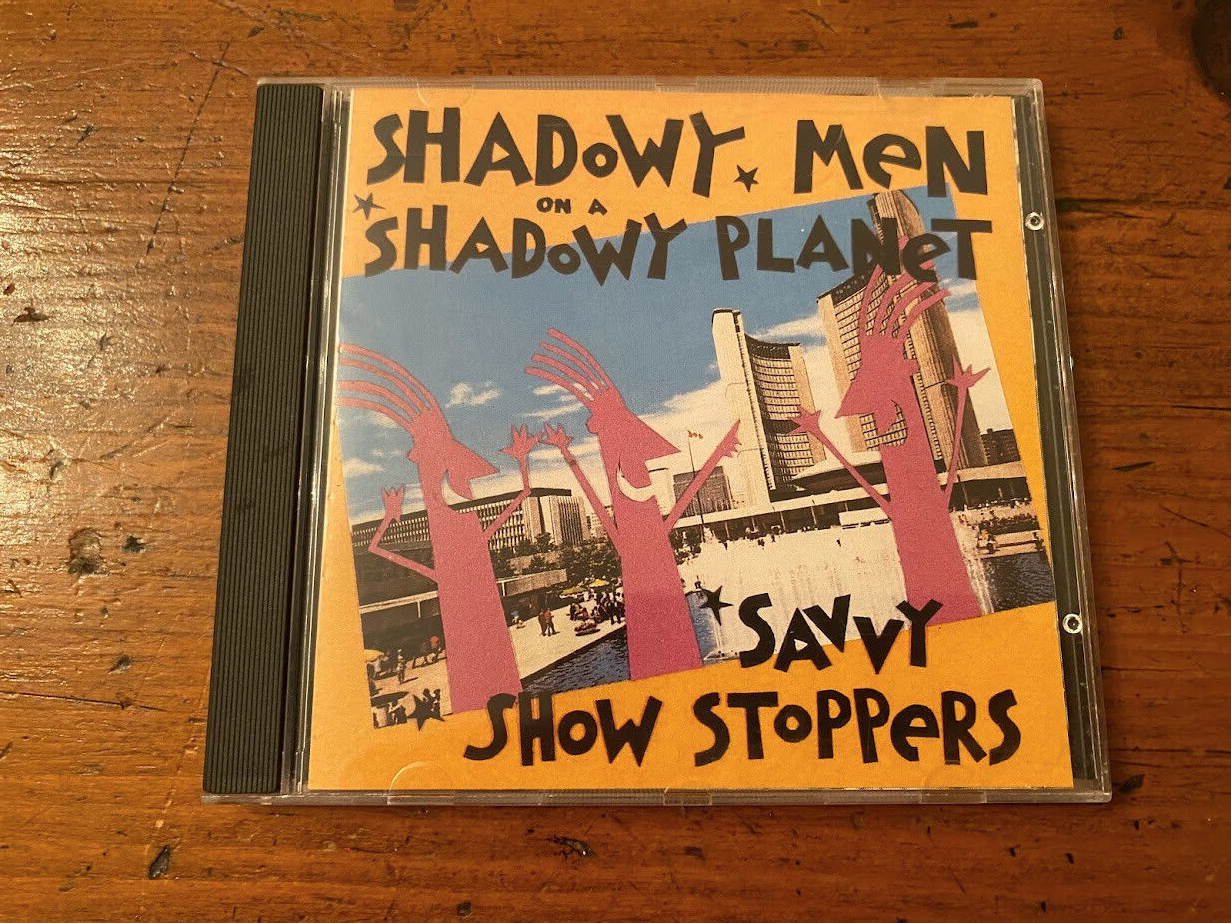 SHADOWY MEN
ON A
SHADOWY PLANET
SAVVY
SHOW STOPPERS